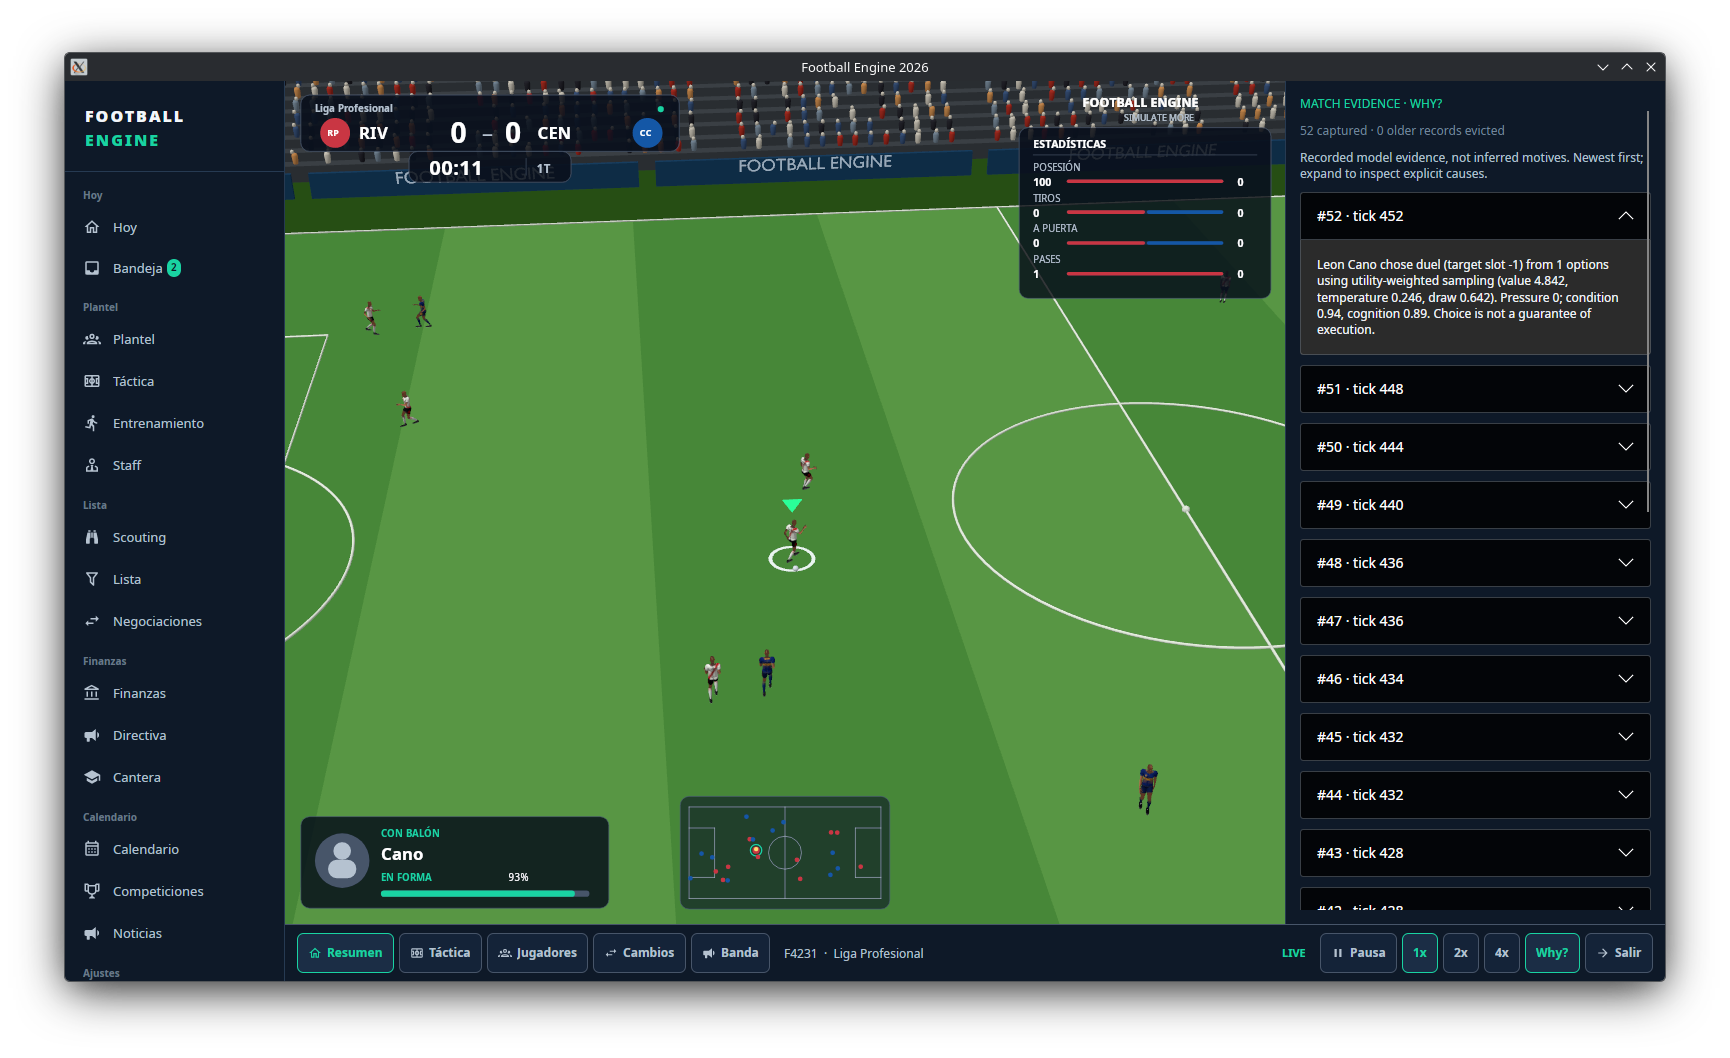 Football Engine 2026
FOOTBALL
ENGINE
Hoy
Hoy
Bandeja 2
Plantel
Plantel
Táctica
Entrenamiento
Staff
Lista
Scouting
Lista
Negociaciones
Finanzas
Finanzas
Directiva
Cantera
Calendario
Calendario
Competiciones
Noticias
Ajustes
Liga Profesional
RP RIV 0 – 0 CEN CC
00:11 1T
FOOTBALL ENGINE
FOOTBALL ENGINE
FOOTBALL ENGINE
SIMULATE MORE
FOOTBALL ENGINE
ESTADÍSTICAS
POSESIÓN
100 0
TIROS
0 0
A PUERTA
0 0
PASES
1 0
CON BALÓN
Cano
EN FORMA 93%
MATCH EVIDENCE · WHY?
52 captured · 0 older records evicted
Recorded model evidence, not inferred motives. Newest first;
expand to inspect explicit causes.
#52 · tick 452
Leon Cano chose duel (target slot -1) from 1 options
using utility-weighted sampling (value 4.842,
temperature 0.246, draw 0.642). Pressure 0; condition
0.94, cognition 0.89. Choice is not a guarantee of
execution.
#51 · tick 448
#50 · tick 444
#49 · tick 440
#48 · tick 436
#47 · tick 436
#46 · tick 434
#45 · tick 432
#44 · tick 432
#43 · tick 428
#42 · tick 428
Resumen
Táctica
Jugadores
Cambios
Banda
F4231 · Liga Profesional
LIVE
Pausa
1x
2x
4x
Why?
Salir